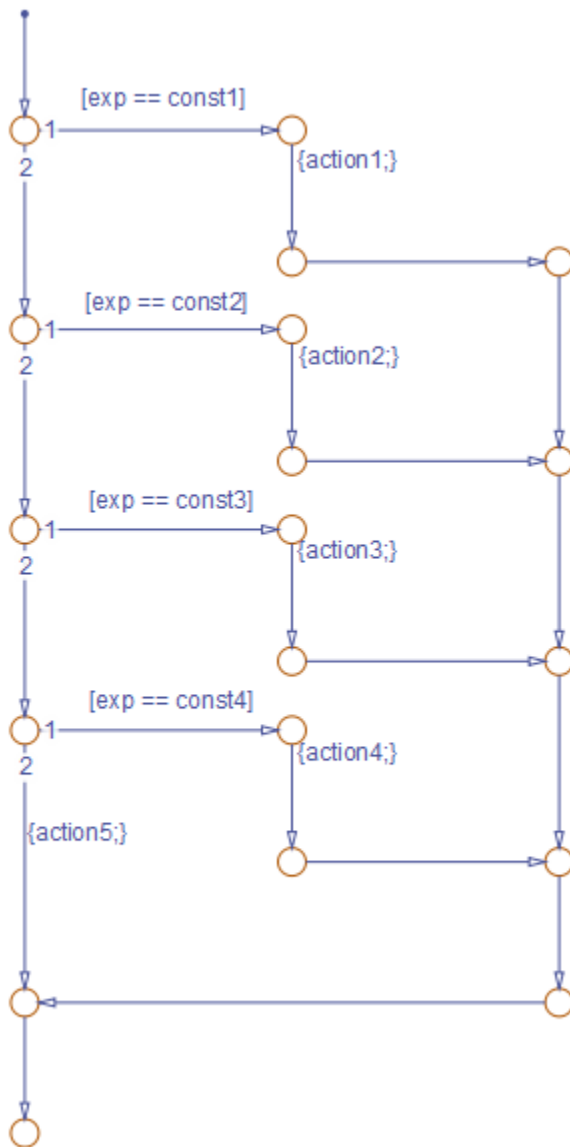 [exp == const1]
1
{action1;}
2
[exp == const2]
1
{action2;}
2
[exp == const3]
1
{action3;}
2
[exp == const4]
1
{action4;}
2
{action5;}